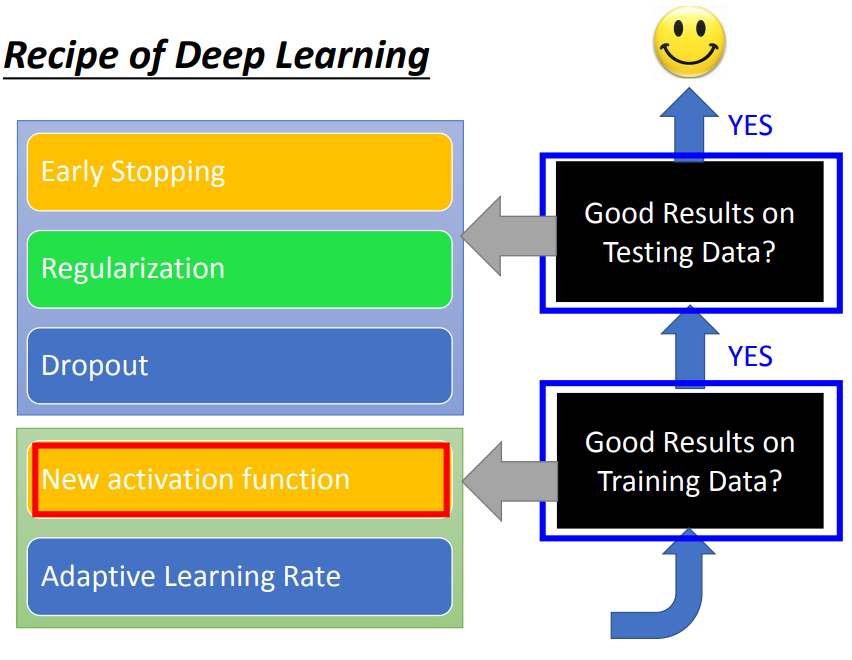 Recipe of Deep Learning
YES
Early Stopping
Regularization
Dropout
Good Results on
Testing Data?
YES
New activation function
Adaptive Learning Rate
Good Results on
Training Data?